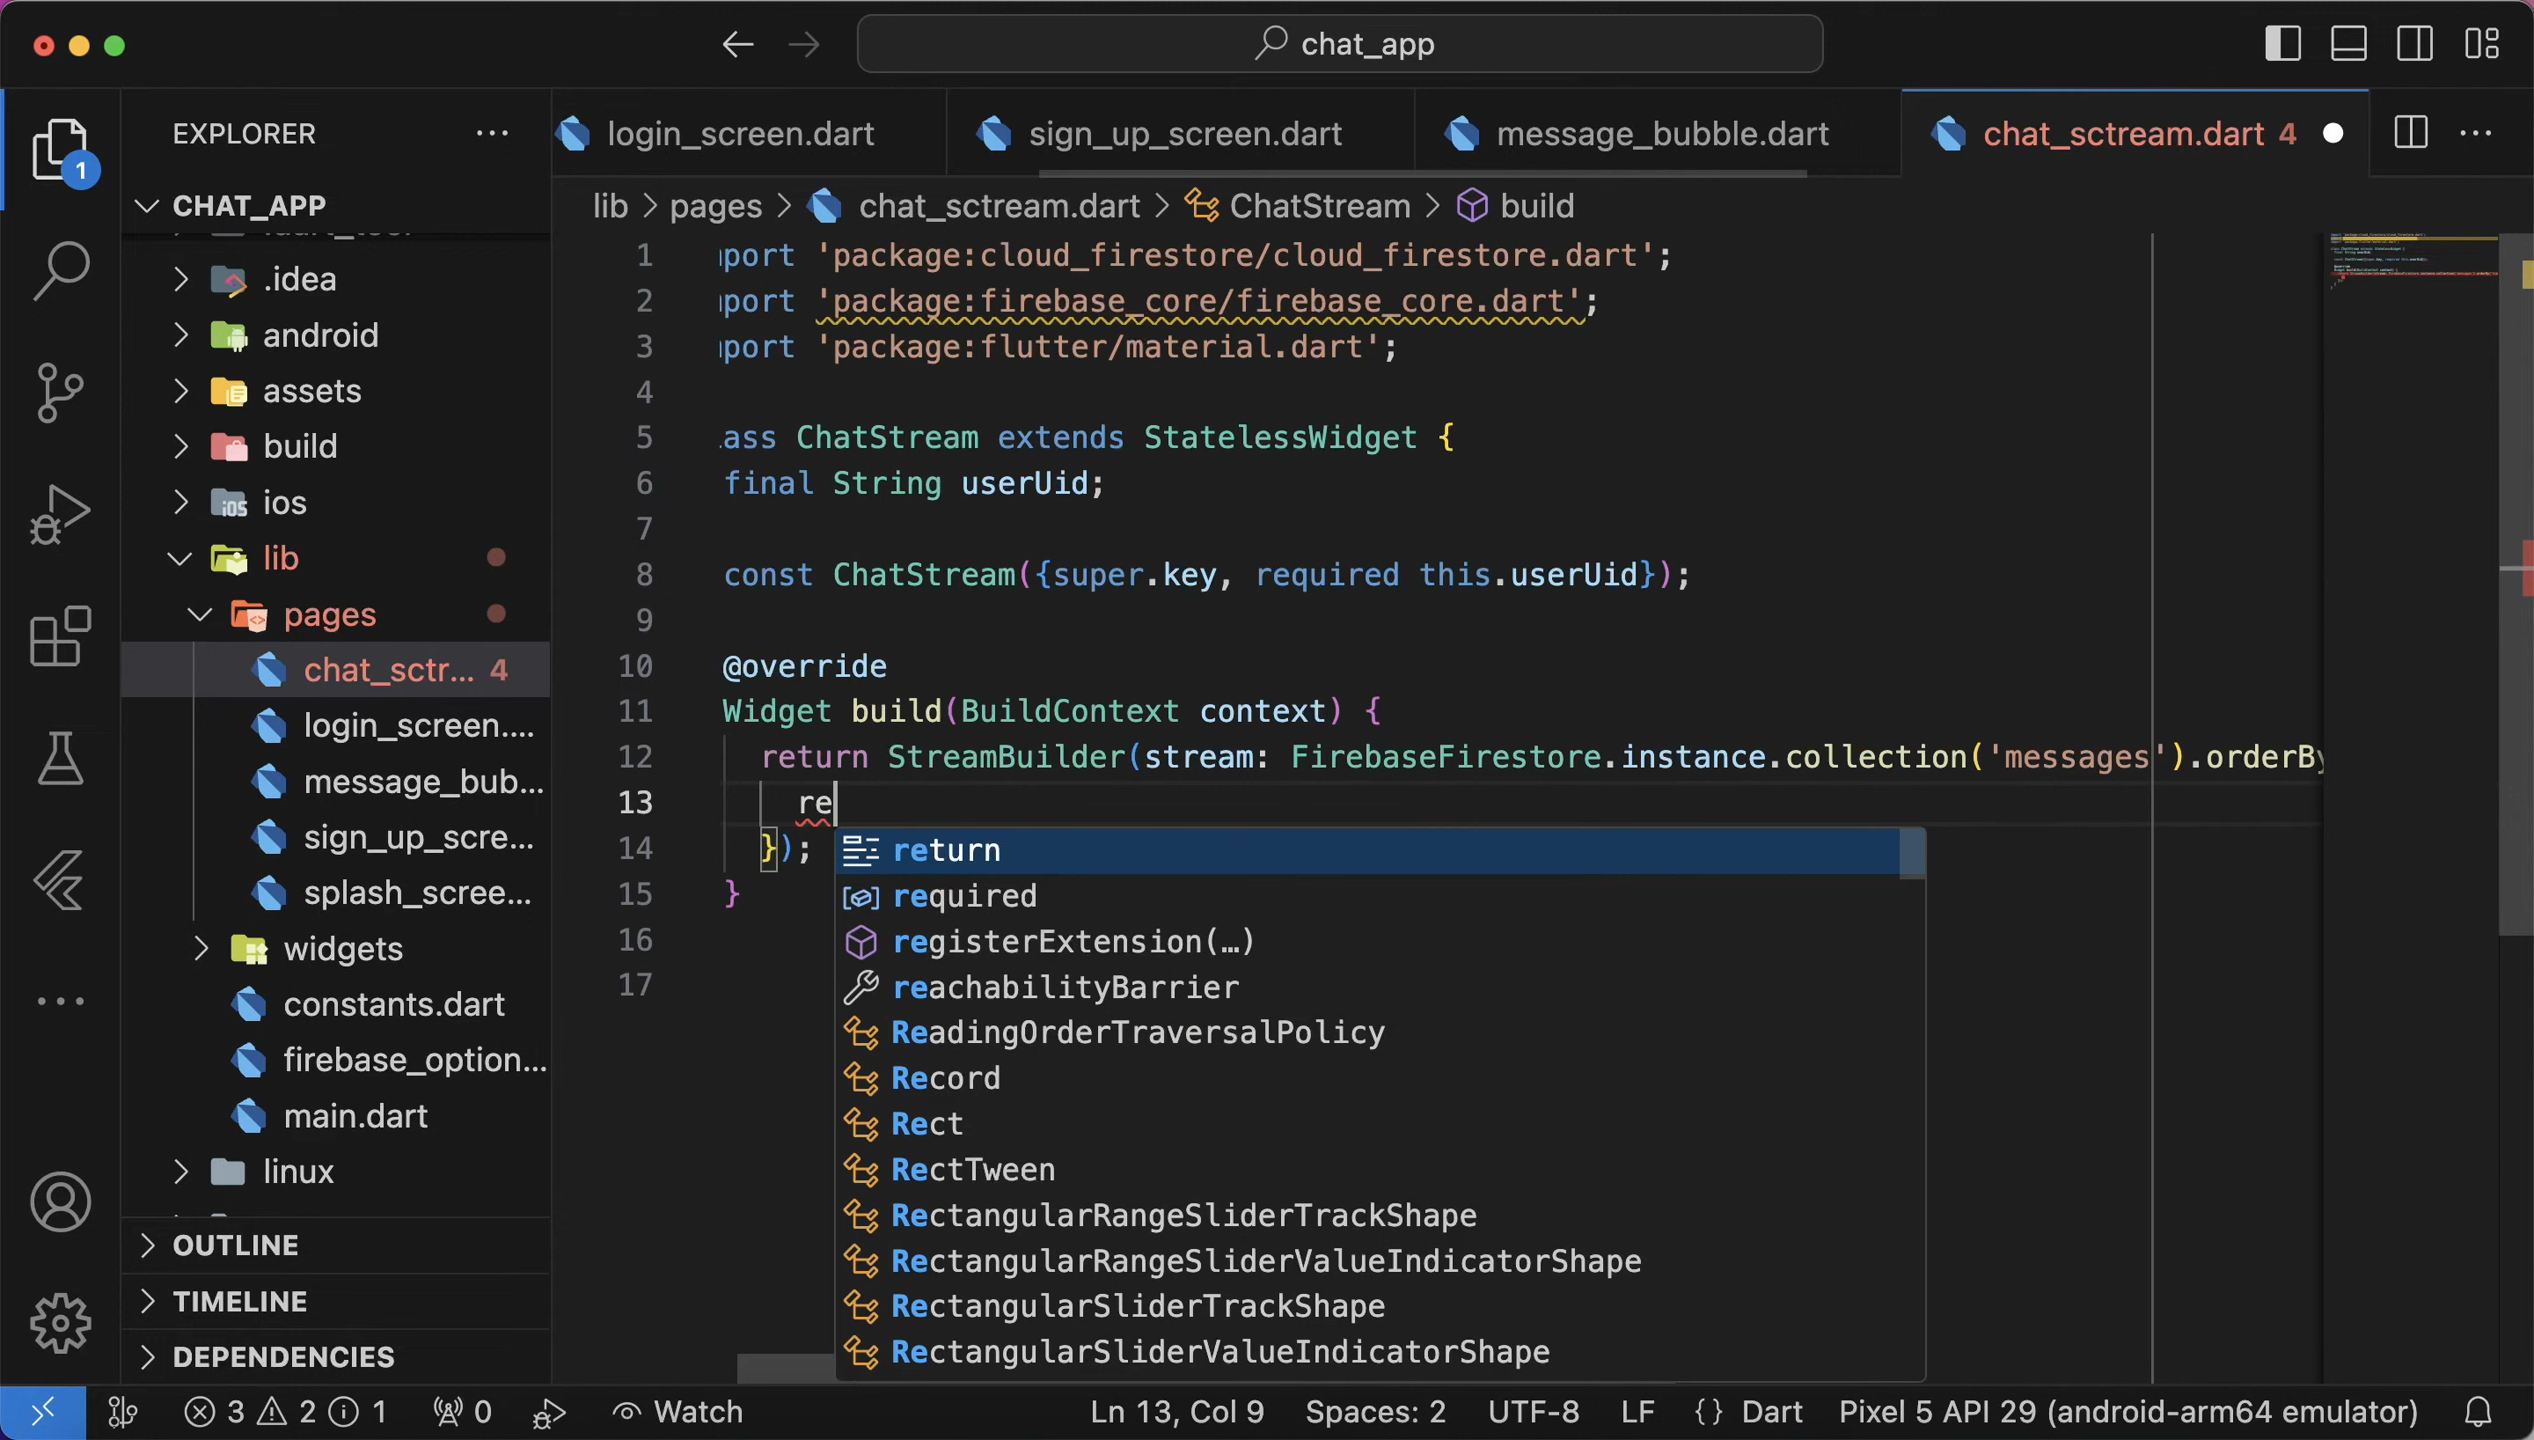 chat_app
EXPLORER
login_screen.dart
sign_up_screen.dart
message_bubble.dart
chat_sctream.dart 4
1
CHAT_APP
lib > pages > chat_sctream.dart > ChatStream > build
.idea
android
assets
build
ios
lib
pages
chat_sctr... 4
login_screen....
message_bub...
sign_up_scre...
splash_scree...
widgets
constants.dart
firebase_option...
main.dart
linux
OUTLINE
TIMELINE
DEPENDENCIES
1 port 'package:cloud_firestore/cloud_firestore.dart';
2 port 'package:firebase_core/firebase_core.dart';
3 port 'package:flutter/material.dart';
4
5 ass ChatStream extends StatelessWidget {
6 final String userUid;
7
8 const ChatStream({super.key, required this.userUid});
9
10 @override
11 Widget build(BuildContext context) {
12 return StreamBuilder(stream: FirebaseFirestore.instance.collection('messages').orderBy
13 re
14 });
15 }
16
17
return
required
registerExtension(…)
reachabilityBarrier
ReadingOrderTraversalPolicy
Record
Rect
RectTween
RectangularRangeSliderTrackShape
RectangularRangeSliderValueIndicatorShape
RectangularSliderTrackShape
RectangularSliderValueIndicatorShape
3 2 1 0 Watch Ln 13, Col 9 Spaces: 2 UTF-8 LF {} Dart Pixel 5 API 29 (android-arm64 emulator)